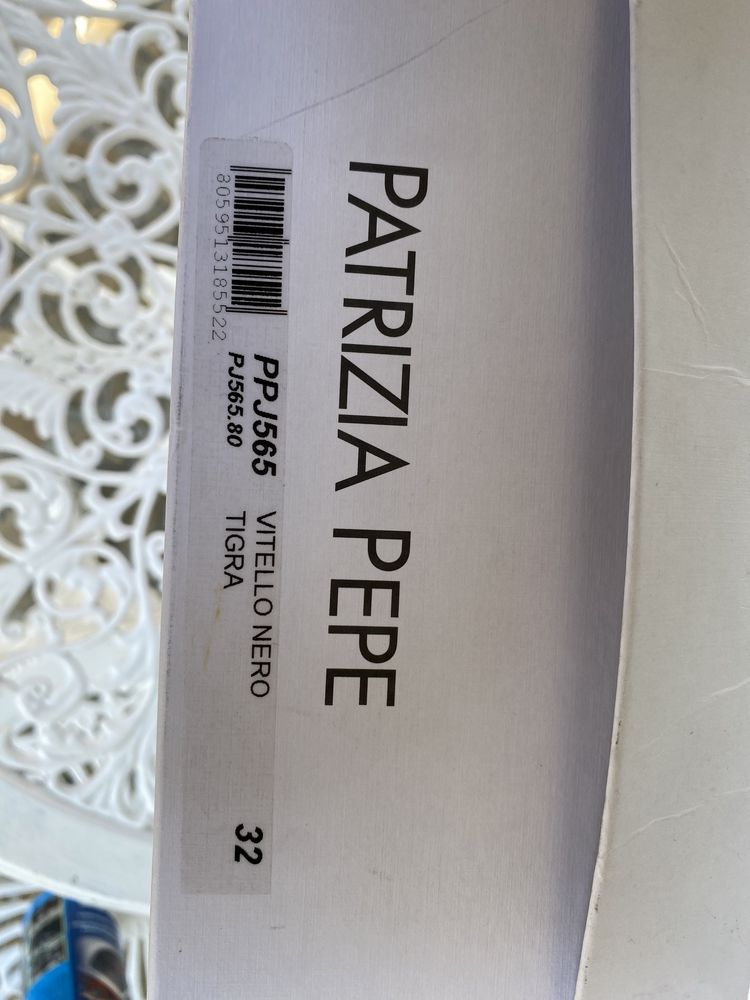 PATRIZIA PEPE
8059513185522
PPJ565 VITELLO NERO 32
PJ565.80 TIGRA